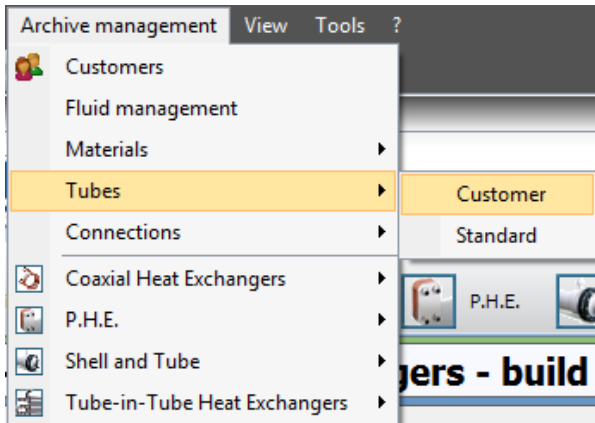 Archive management View Tools ?
Customers
Fluid management
Materials
Tubes
Customer
Connections
Standard
Coaxial Heat Exchangers
P.H.E.
P.H.E.
Shell and Tube
gers - build
Tube-in-Tube Heat Exchangers